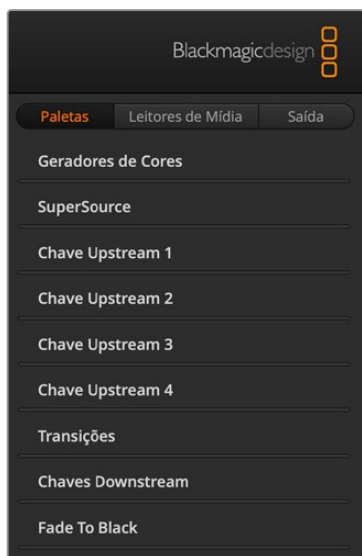 Blackmagicdesign
Paletas Leitores de Mídia Saída
Geradores de Cores
SuperSource
Chave Upstream 1
Chave Upstream 2
Chave Upstream 3
Chave Upstream 4
Transições
Chaves Downstream
Fade To Black